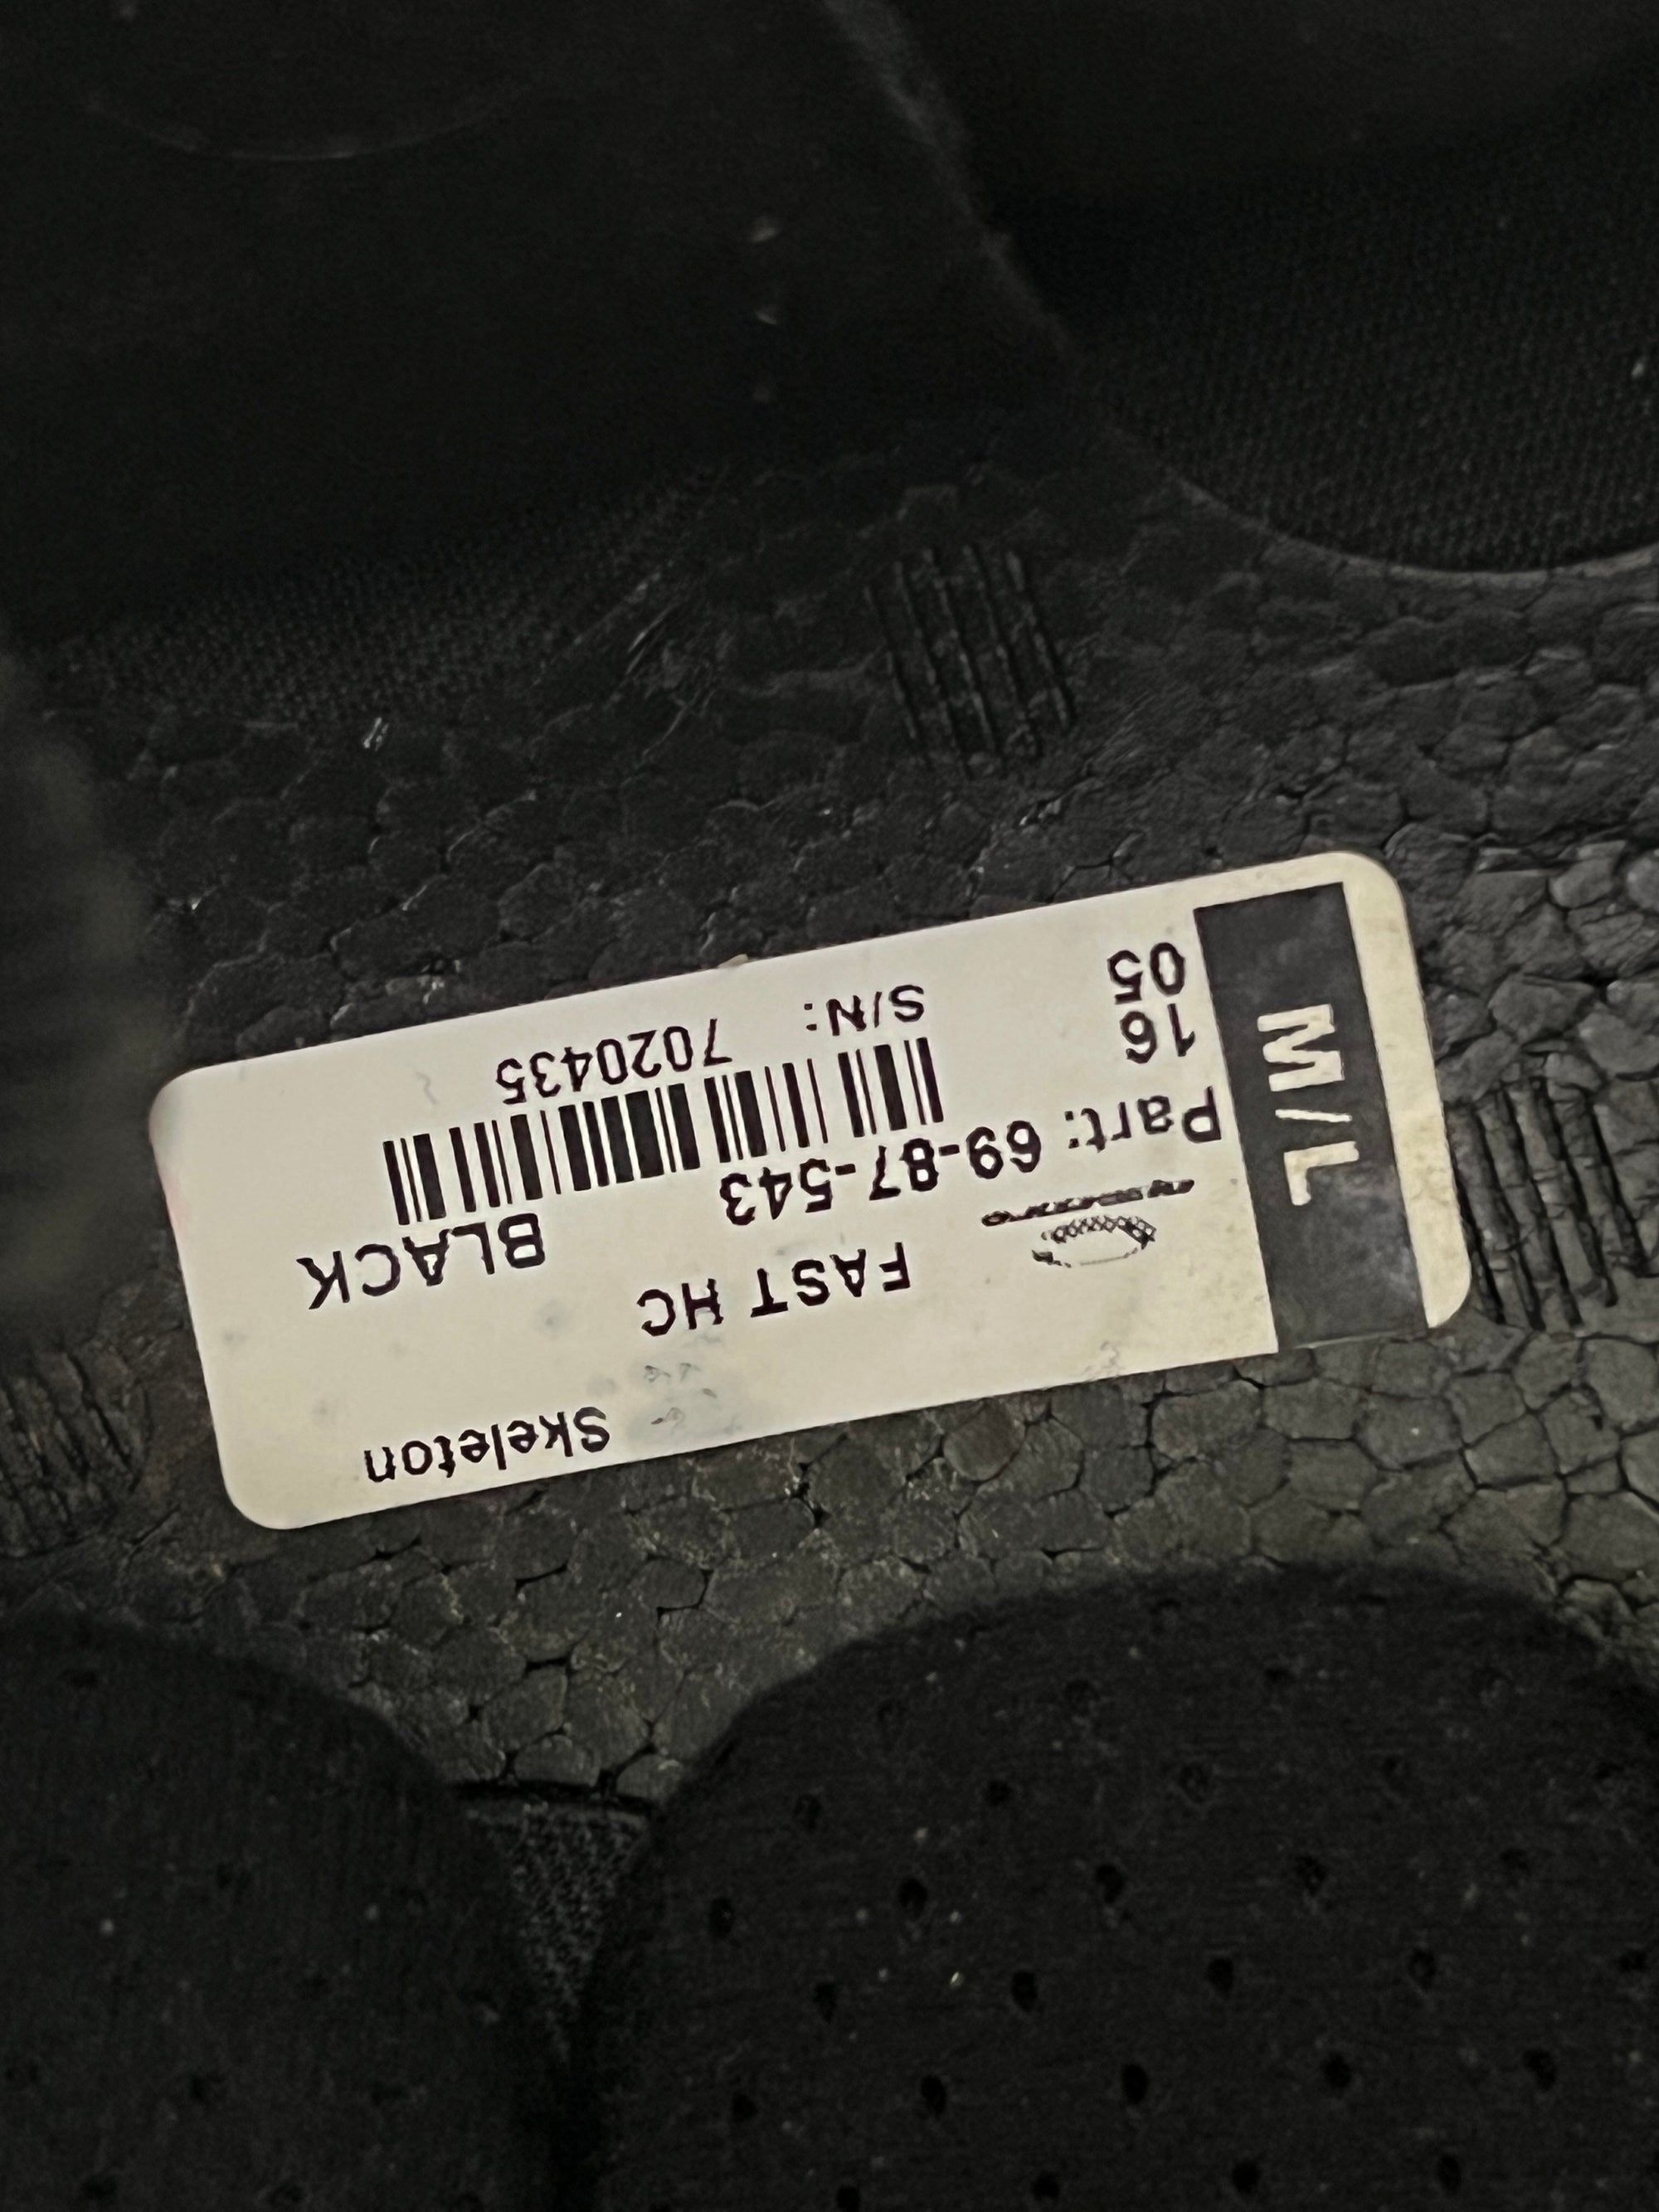 M/L
Skeleton
FAST HC
BLACK
Part: 69-87-543
16
05
S/N: 7020435